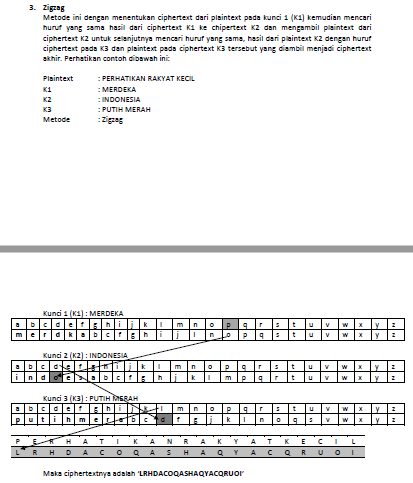 3. Zigzag
Metode ini dengan menentukan ciphertext dari plaintext pada kunci 1 (K1) kemudian mencari
huruf yang sama hasil dari ciphertext K1 ke chipertext K2 dan mengambil plaintext dari
ciphertext K2 untuk selanjutnya mencari huruf yang sama, hasil dari plaintext K2 dengan huruf
ciphertext pada K3 dan plaintext pada ciphertext K3 tersebut yang diambil menjadi ciphertext
akhir. Perhatikan contoh dibawah ini:
Plaintext : PERHATIKAN RAKYAT KECIL
K1 : MERDEKA
K2 : INDONESIA
K3 : PUTIH MERAH
Metode : Zigzag
Kunci 1 (K1) : MERDEKA
a b c d e f g h i j k l m n o p q r s t u v w x y z
m e r d k a b c f g h i j l n o p q s t u v w x y z
Kunci 2 (K2) : INDONESIA
a b c d e f g h i j k l m n o p q r s t u v w x y z
i n d o e s a b c f g h j k l m p q r t u v w x y z
Kunci 3 (K3) : PUTIH MERAH
a b c d e f g h i j k l m n o p q r s t u v w x y z
p u t i h m e r a b c d f g j k l n o q s v w x y z
P E R H A T I K A N R A K Y A T K E C I L
L R H D A C O Q A S H A Q Y A C Q R U O I
Maka ciphertextnya adalah 'LRHDACOQASHAQYACQRUOI'